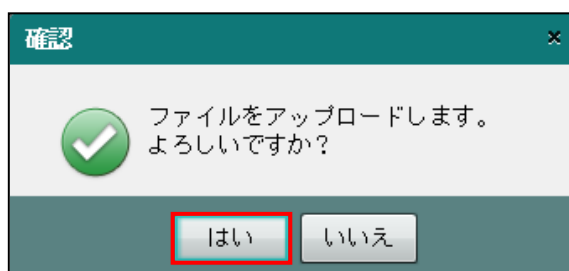 確認
ファイルをアップロードします。
よろしいですか？
はい
いいえ